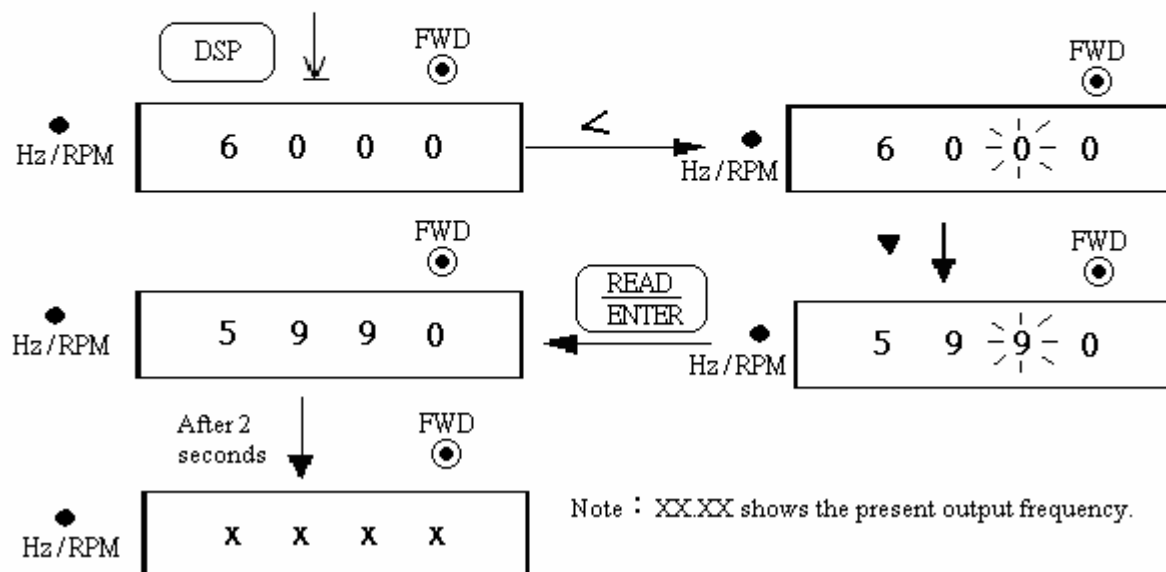 DSP
FWD
Hz/RPM
6 0 0 0
<
FWD
Hz/RPM
6 0 0 0
▼
FWD
Hz/RPM
5 9 9 0
READ
ENTER
FWD
Hz/RPM
5 9 9 0
After 2
seconds
FWD
Hz/RPM
x x x x
Note : XX.XX shows the present output frequency.